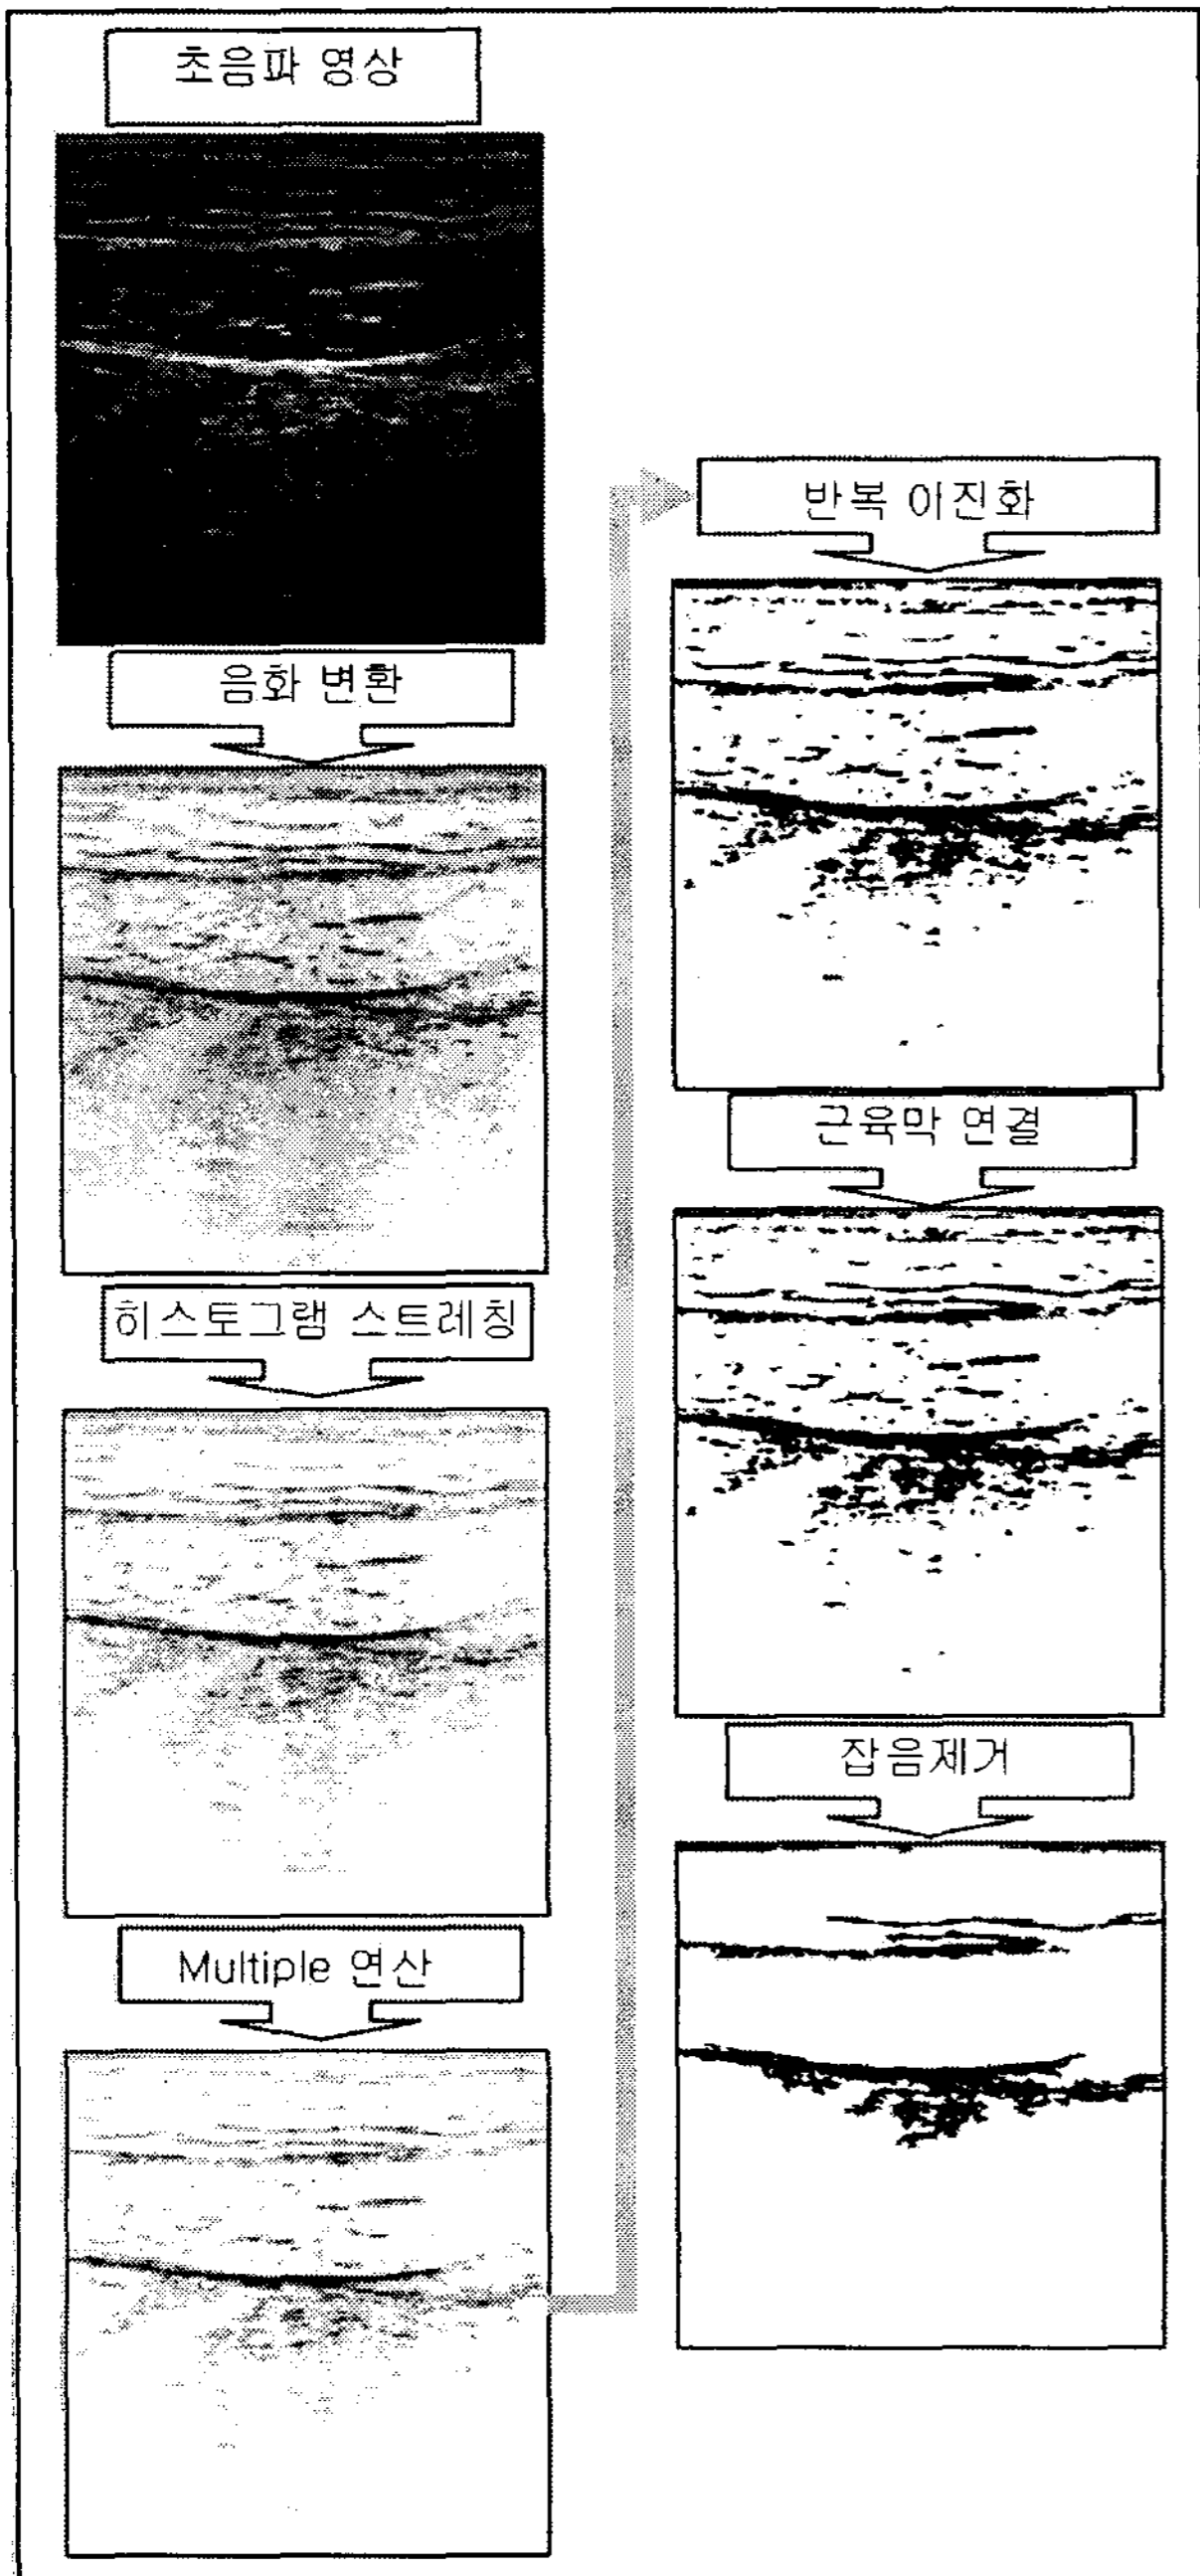 초음파 영상
음화 변환
히스토그램 스트레칭
Multiple 연산
반복 이진화
근육막 연결
잡음제거